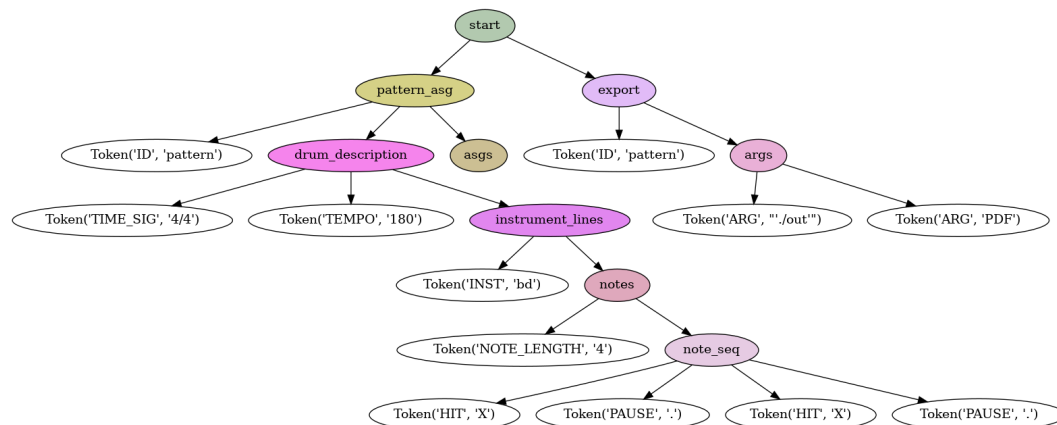 start
pattern_asg export
Token('ID', 'pattern') drum_description asgs Token('ID', 'pattern') args
Token('TIME_SIG', '4/4') Token('TEMPO', '180') instrument_lines Token('ARG', "'./out'") Token('ARG', 'PDF')
Token('INST', 'bd') notes
Token('NOTE_LENGTH', '4') note_seq
Token('HIT', 'X') Token('PAUSE', '.') Token('HIT', 'X') Token('PAUSE', '.')